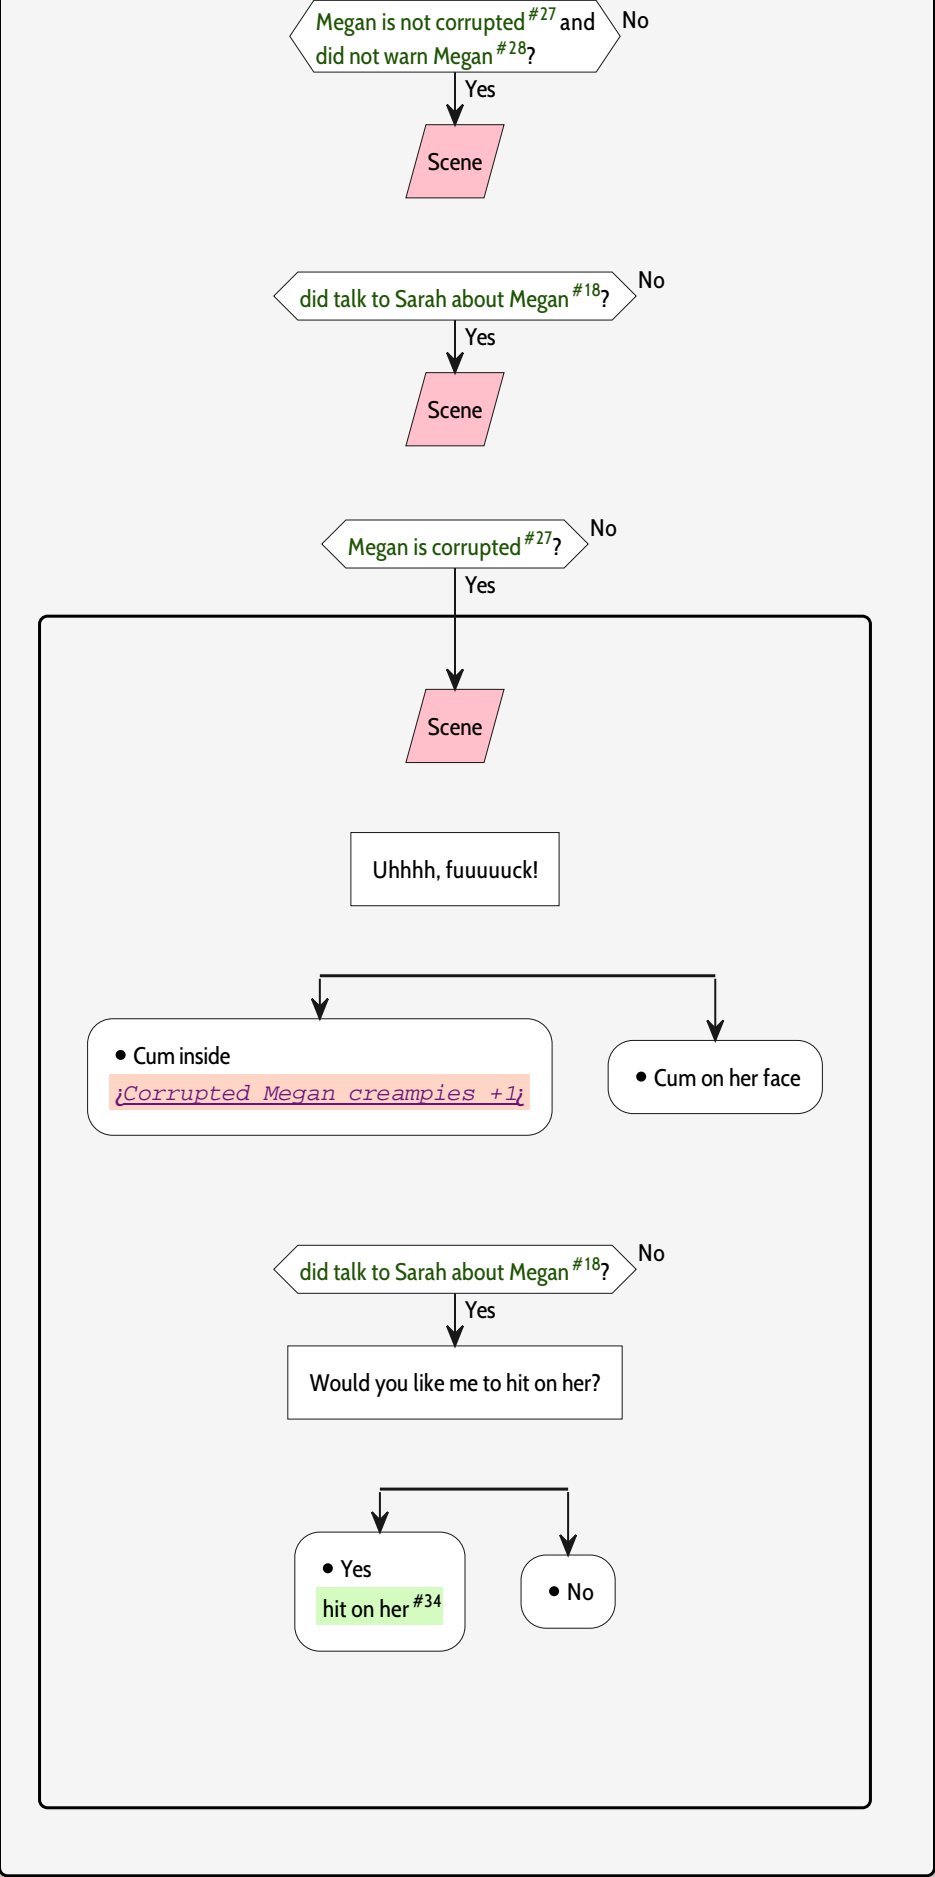 Megan is not corrupted #27 and
No
did not warn Megan #28?
Yes
Scene
did talk to Sarah about Megan #18?
No
Yes
Scene
Megan is corrupted #27?
No
Yes
Scene
Uhhhh, fuuuuuck!
• Cum inside
¿Corrupted Megan creampies +1¿
• Cum on her face
did talk to Sarah about Megan #18?
No
Yes
Would you like me to hit on her?
• Yes
hit on her #34
• No